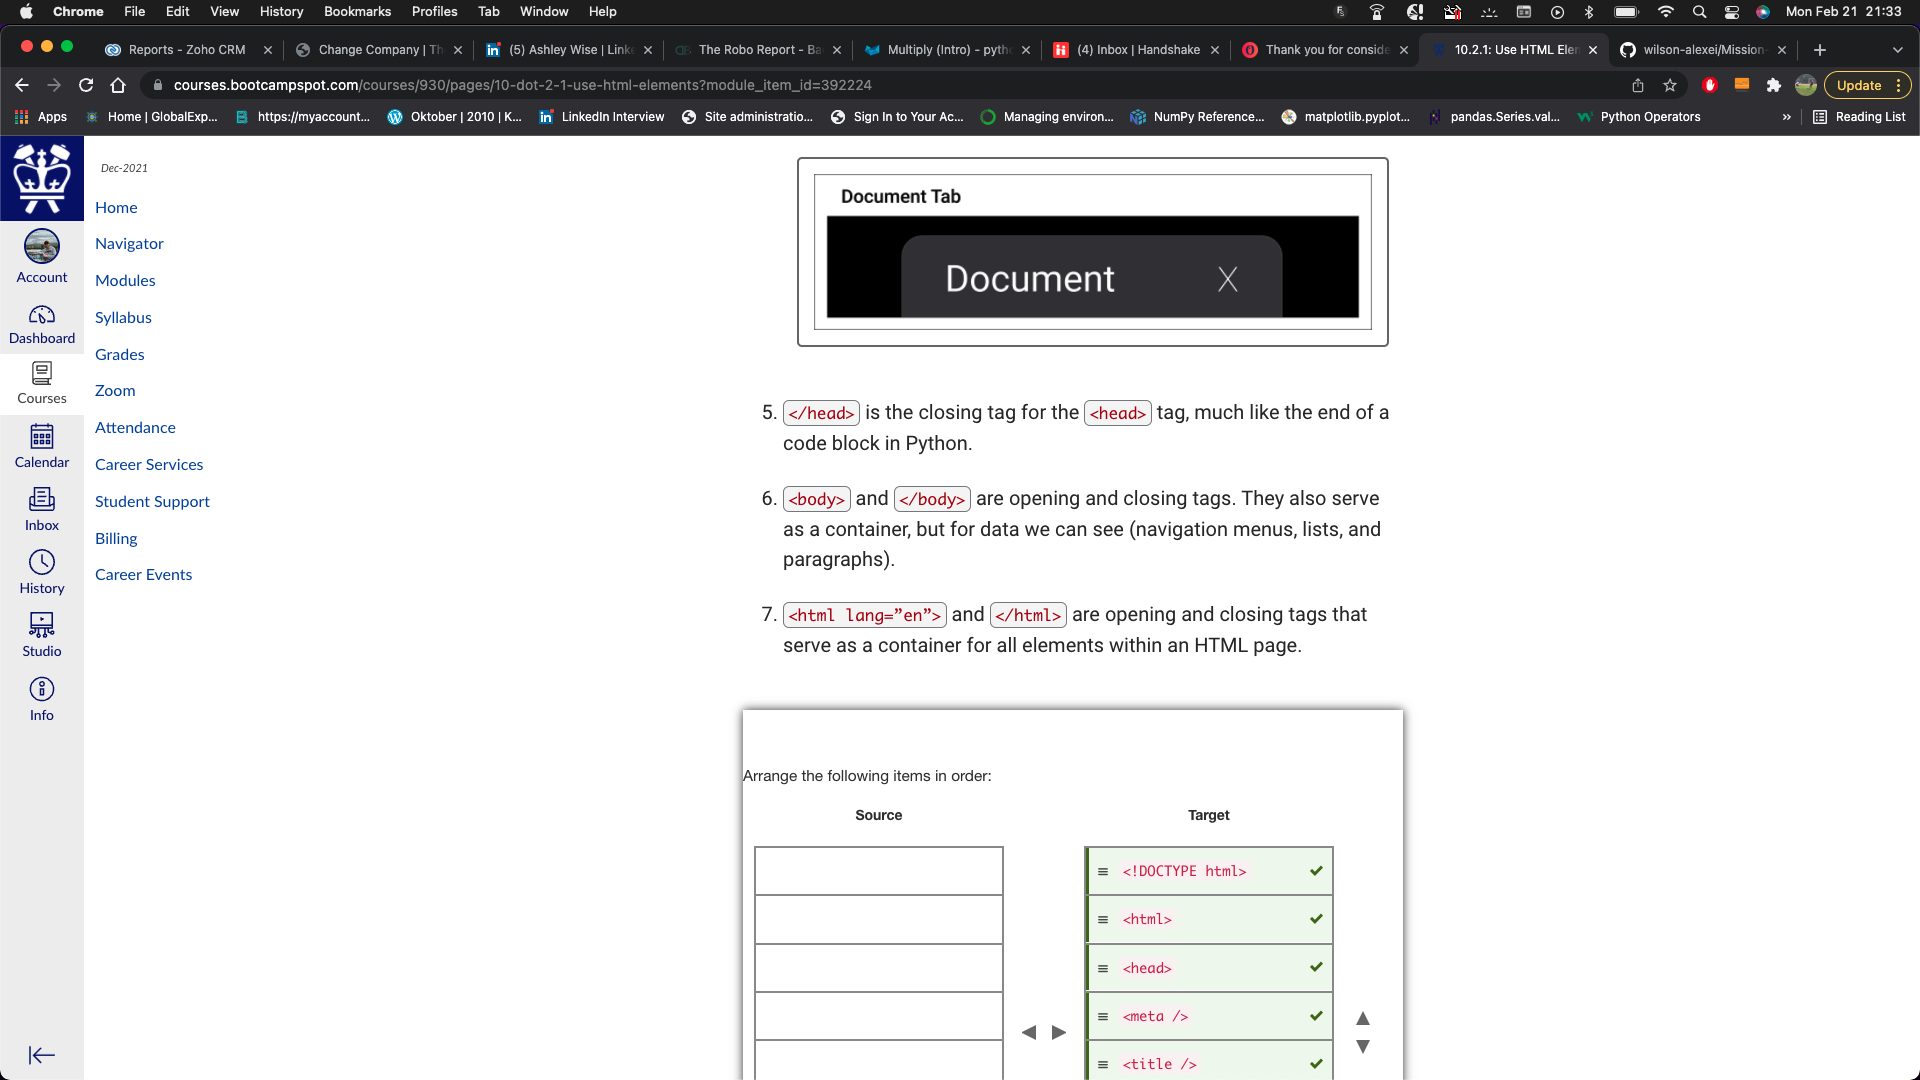 Chrome File Edit View History Bookmarks Profiles Tab Window Help Mon Feb 21 21:33
Reports - Zoho CRM
Change Company | Th
(5) Ashley Wise | Linke
The Robo Report - Ba
Multiply (Intro) - pytho
(4) Inbox | Handshake
Thank you for conside
10.2.1: Use HTML Elem
wilson-alexei/Mission-
courses.bootcampspot.com/courses/930/pages/10-dot-2-1-use-html-elements?module_item_id=392224
Update
Apps
Home | GlobalExp...
https://myaccount...
Oktober | 2010 | K...
LinkedIn Interview
Site administratio...
Sign In to Your Ac...
Managing environ...
NumPy Reference...
matplotlib.pyplot...
pandas.Series.val...
Python Operators
»
Reading List
Account
Dashboard
Courses
Calendar
Inbox
History
Studio
Info
Dec-2021
Home
Navigator
Modules
Syllabus
Grades
Zoom
Attendance
Career Services
Student Support
Billing
Career Events
Document Tab
Document X
5. </head> is the closing tag for the <head> tag, much like the end of a
code block in Python.
6. <body> and </body> are opening and closing tags. They also serve
as a container, but for data we can see (navigation menus, lists, and
paragraphs).
7. <html lang=”en”> and </html> are opening and closing tags that
serve as a container for all elements within an HTML page.
Arrange the following items in order:
Source Target
<!DOCTYPE html>
<html>
<head>
<meta />
<title />